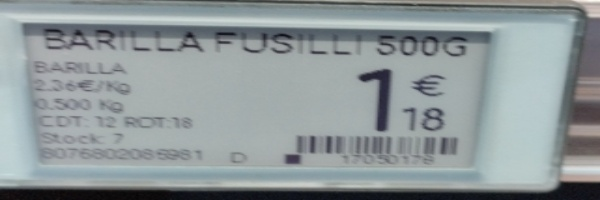 BARILLA FUSILLI 500G
BARILLA
2.36€/Kg
0.500 Kg
CDT: 12 ROT:18
Stock: 7
8076802085981 D
1 € 18
17050176